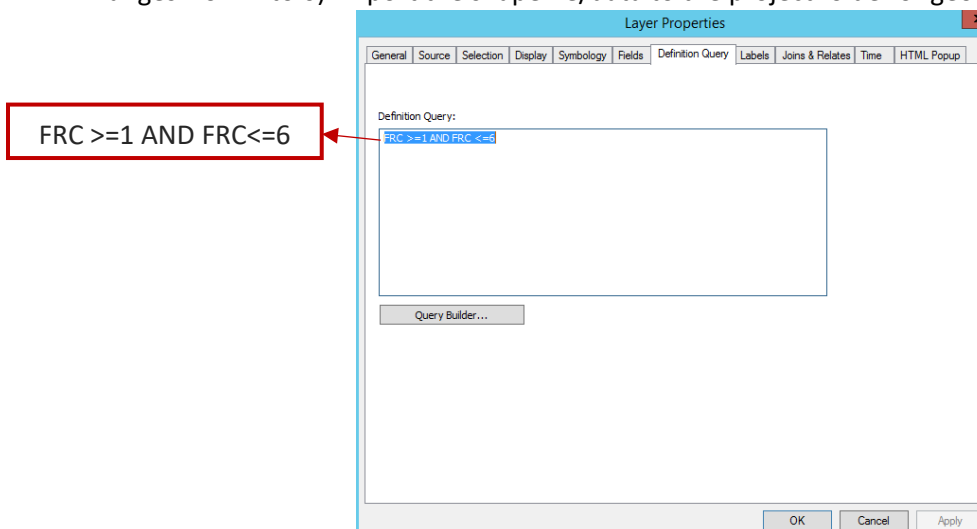 Layer Properties
General Source Selection Display Symbology Fields Definition Query Labels Joins & Relates Time HTML Popup
Definition Query:
FRC >=1 AND FRC<=6
FRC >=1 AND FRC <=6
Query Builder...
OK Cancel Apply